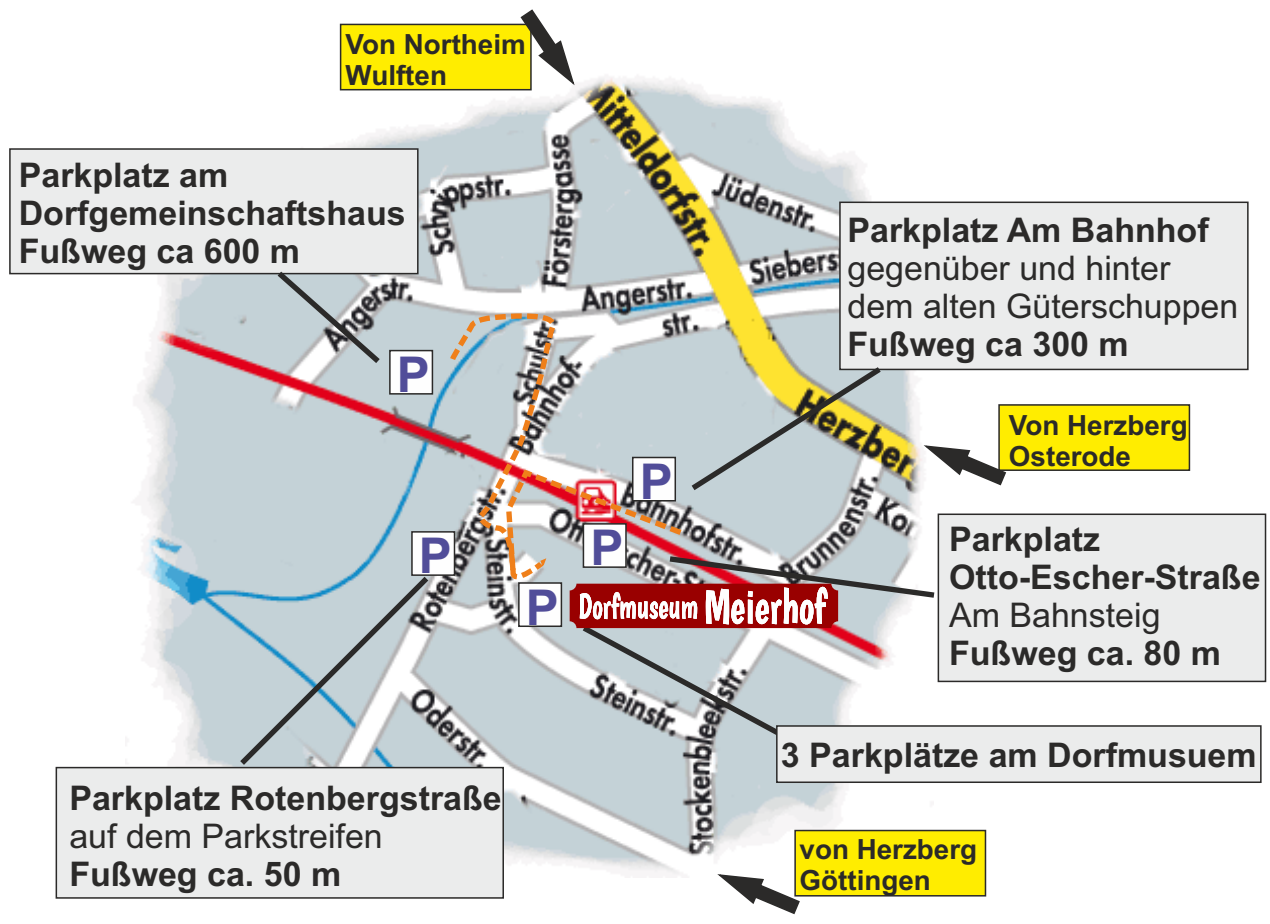 Von Northeim
Wulften
Mitteldorfstr.
Parkplatz am
Dorfgemeinschaftshaus
Fußweg ca 600 m
Schnippstr.
Förstergasse
Jüdenstr.
Parkplatz Am Bahnhof
gegenüber und hinter
dem alten Güterschuppen
Fußweg ca 300 m
Siebers
Angerstr.
Angerstr.
str.
Schulstr.
Bahnhof-
P
Herzberg
Von Herzberg
Osterode
P
Bahnhofstr.
Brunnenstr.
Kor
P
Rotenbergstr.
Steinstr.
P
Parkplatz
Otto-Escher-Straße
Am Bahnsteig
Fußweg ca. 80 m
P
Dorfmuseum Meierhof
Steinstr.
Stockenbleekstr.
Oderstr.
3 Parkplätze am Dorfmusuem
Parkplatz Rotenbergstraße
auf dem Parkstreifen
Fußweg ca. 50 m
von Herzberg
Göttingen